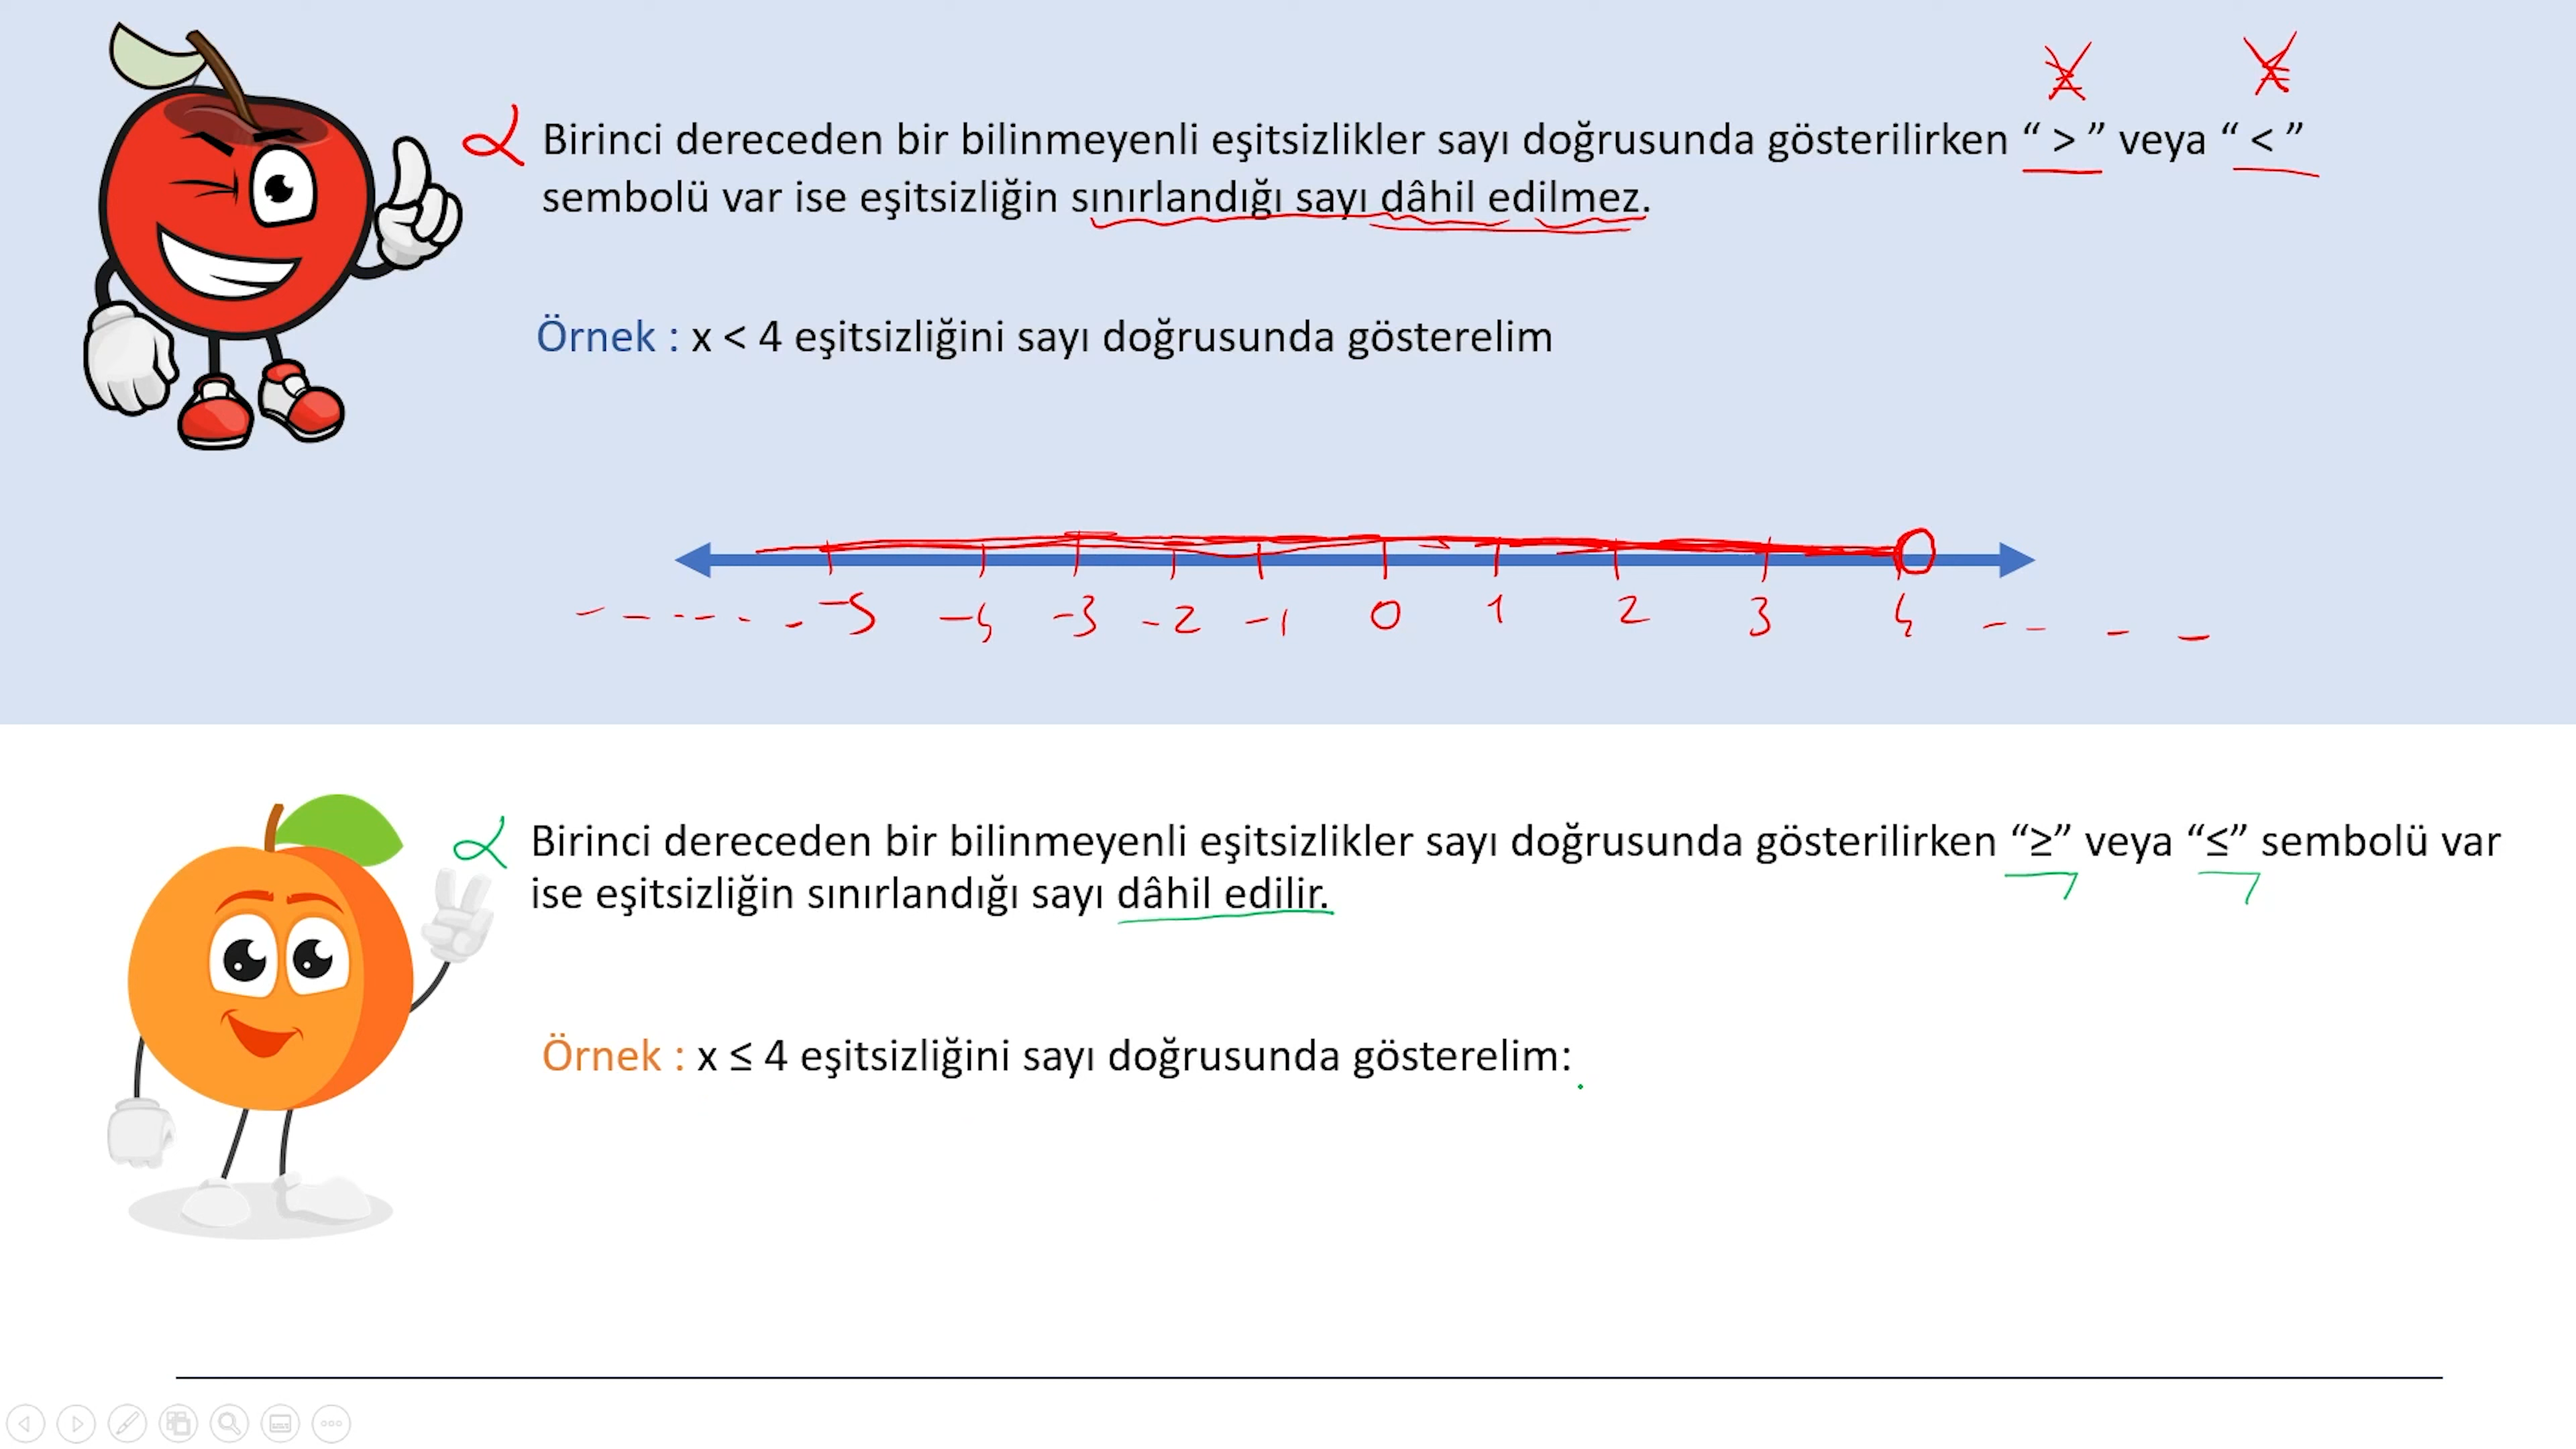 Birinci dereceden bir bilinmeyenli eşitsizlikler sayı doğrusunda gösterilirken “ > ” veya “ < ”
sembolü var ise eşitsizliğin sınırlandığı sayı dâhil edilmez.
Örnek : x < 4 eşitsizliğini sayı doğrusunda gösterelim
-5 -4 -3 -2 -1 0 1 2 3 4
Birinci dereceden bir bilinmeyenli eşitsizlikler sayı doğrusunda gösterilirken “≥” veya “≤” sembolü var
ise eşitsizliğin sınırlandığı sayı dâhil edilir.
Örnek : x ≤ 4 eşitsizliğini sayı doğrusunda gösterelim: